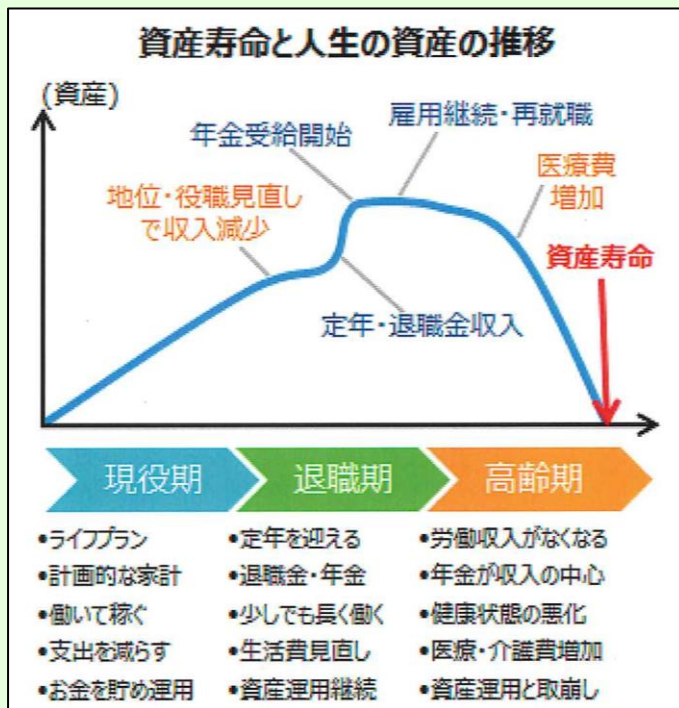 資産寿命と人生の資産の推移
(資産)
雇用継続・再就職
年金受給開始
医療費
増加
地位・役職見直し
で収入減少
資産寿命
定年・退職金収入
現役期
退職期
高齢期
•ライフプラン
•計画的な家計
•働いて稼ぐ
•支出を減らす
•お金を貯め運用
•定年を迎える
•退職金・年金
•少しでも長く働く
•生活費見直し
•資産運用継続
•労働収入がなくなる
•年金が収入の中心
•健康状態の悪化
•医療・介護費増加
•資産運用と取崩し